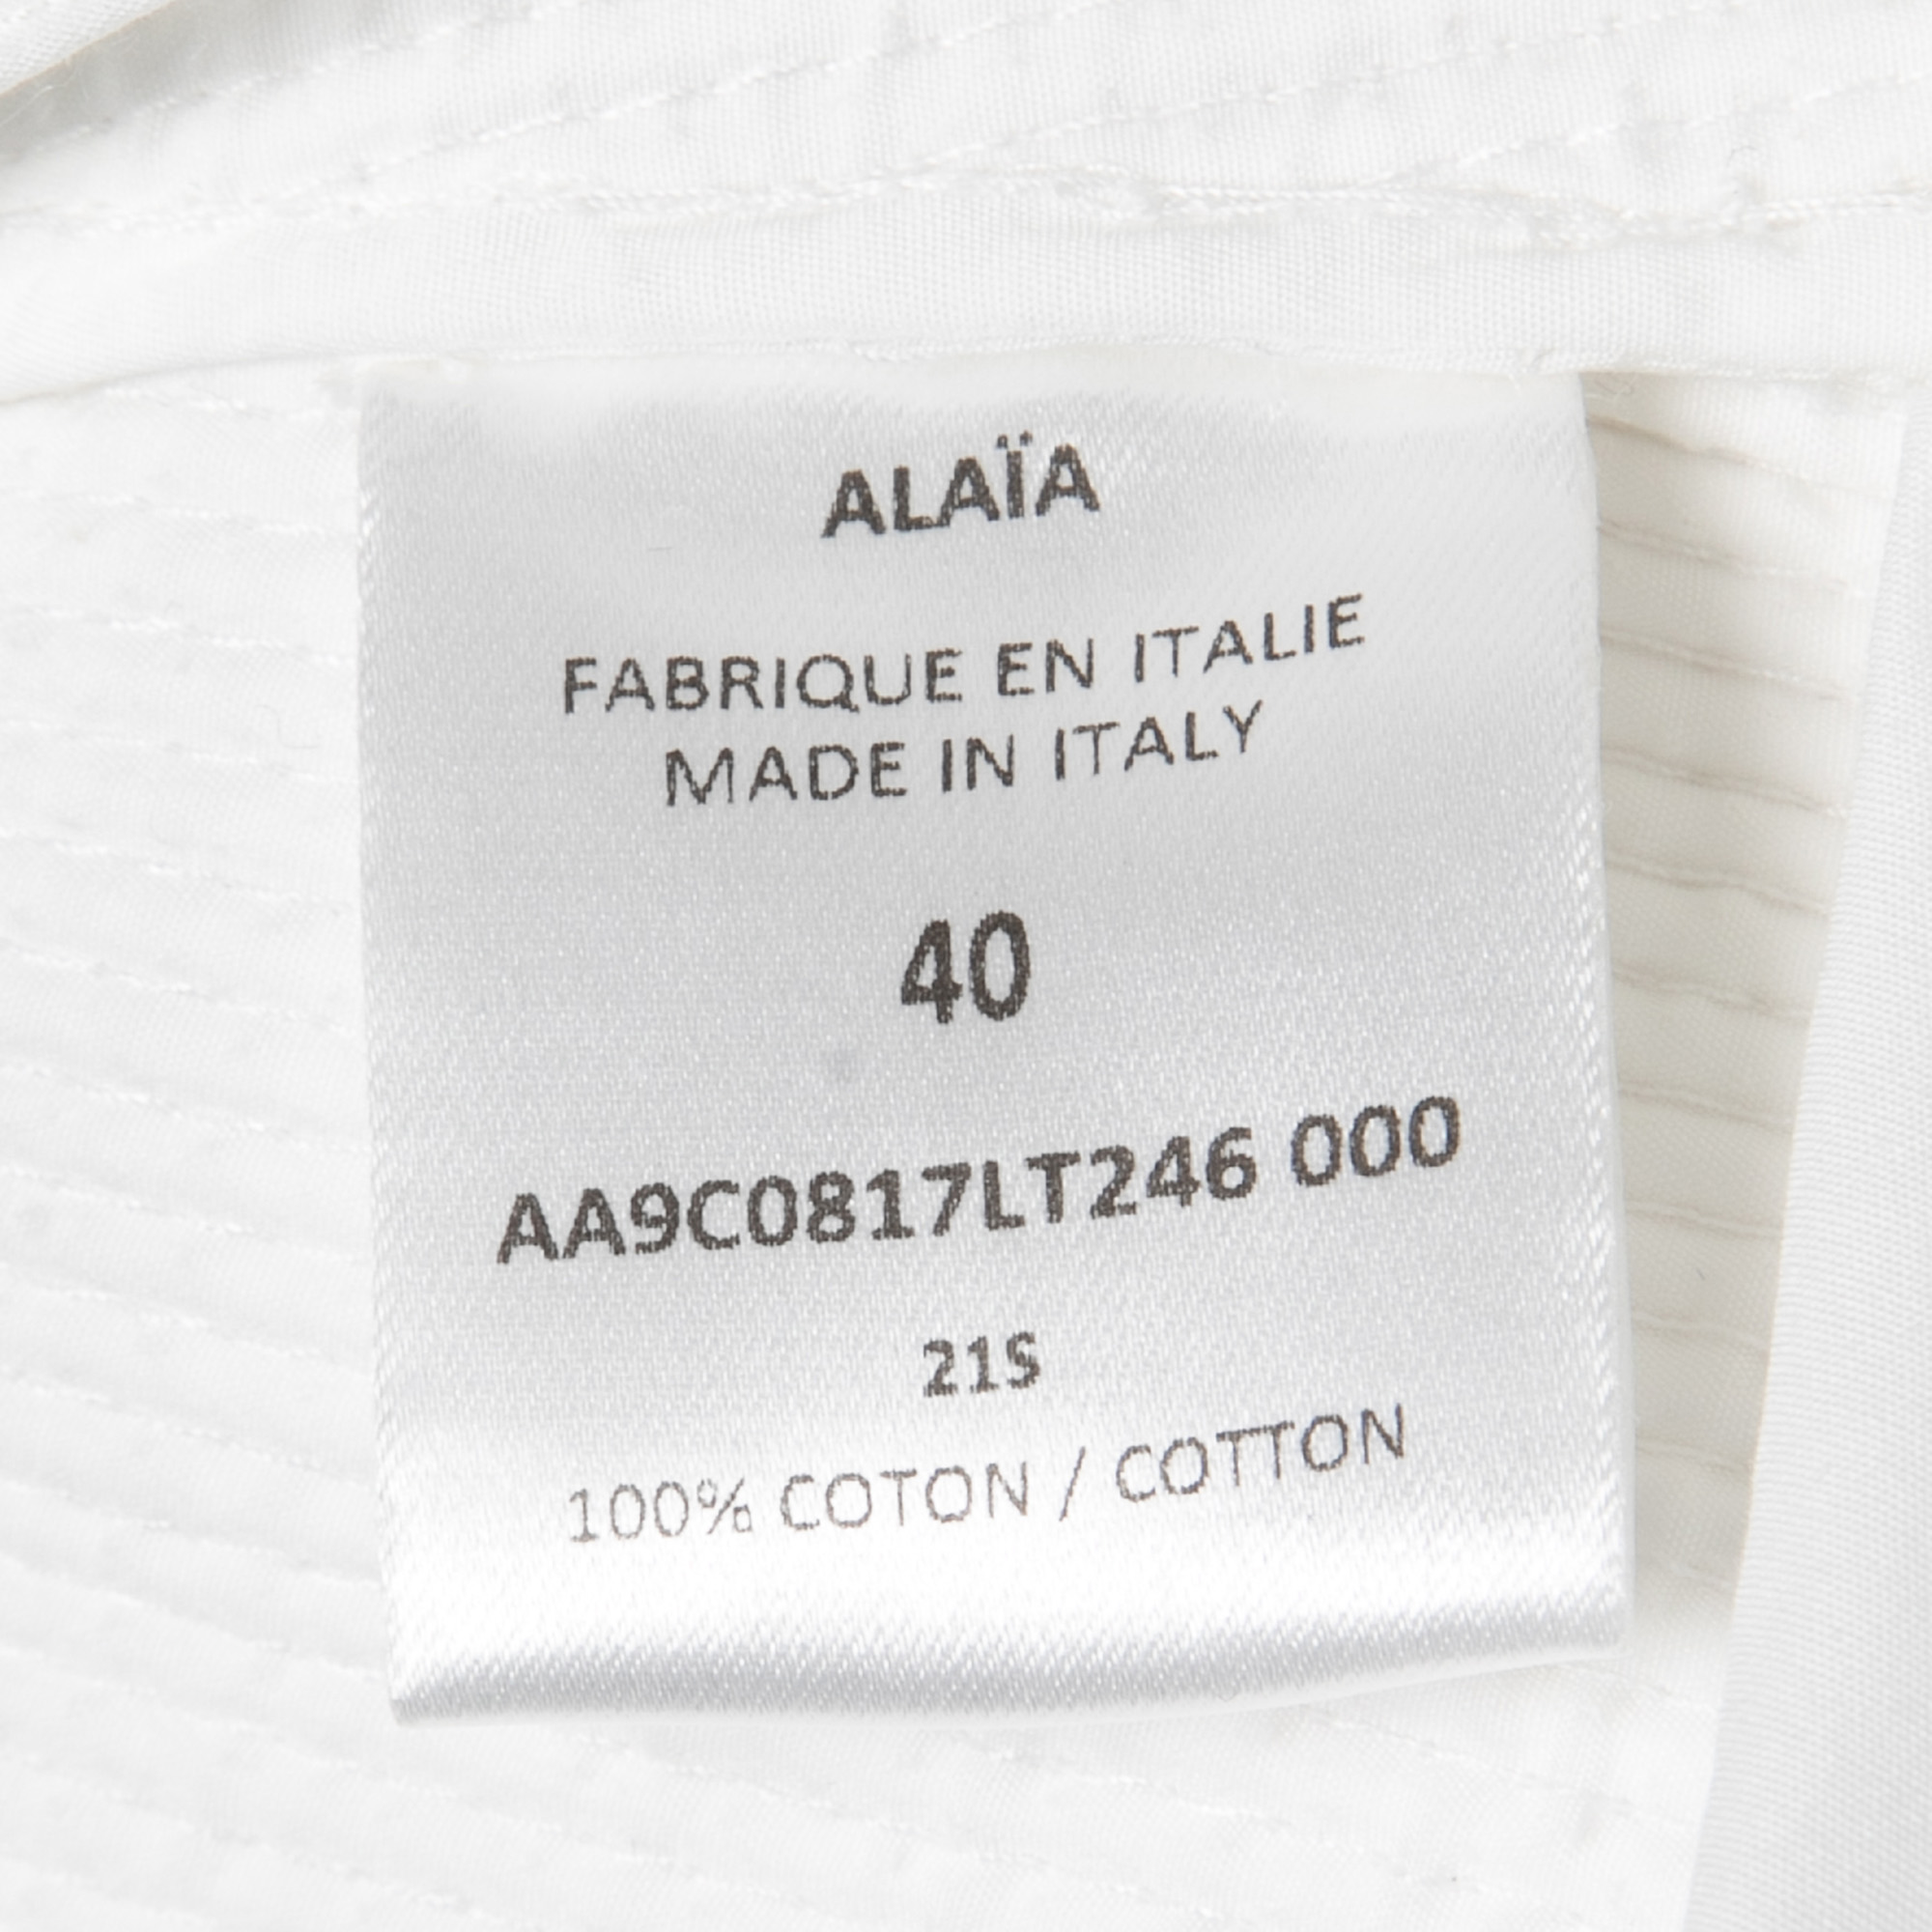 ALAÏA
FABRIQUE EN ITALIE
MADE IN ITALY
40
AA9C0817LT246 000
21S
100% COTON / COTTON